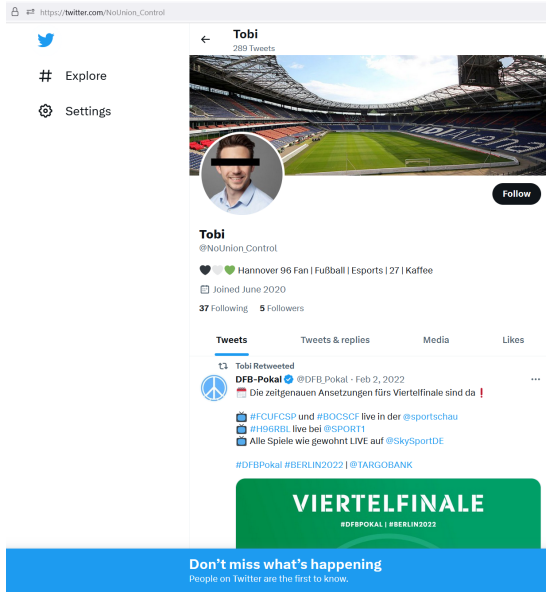 https://twitter.com/NoUnion_Control
Tobi
289 Tweets
Explore
Settings
HDI Arena
Follow
Tobi
@NoUnion_Control
🖤🤍💚 Hannover 96 Fan | Fußball | Esports | 27 | Kaffee
Joined June 2020
37 Following 5 Followers
Tweets Tweets & replies Media Likes
Tobi Retweeted
DFB-Pokal @DFB_Pokal · Feb 2, 2022
🗓️ Die zeitgenauen Ansetzungen fürs Viertelfinale sind da❗
📺 #FCUFCSP und #BOCSCF live in der @sportschau
📺 #H96RBL live bei @SPORT1
📺 Alle Spiele wie gewohnt LIVE auf @SkySportDE
#DFBPokal #BERLIN2022 | @TARGOBANK
VIERTELFINALE
#DFBPOKAL | #BERLIN2022
Don’t miss what’s happening
People on Twitter are the first to know.